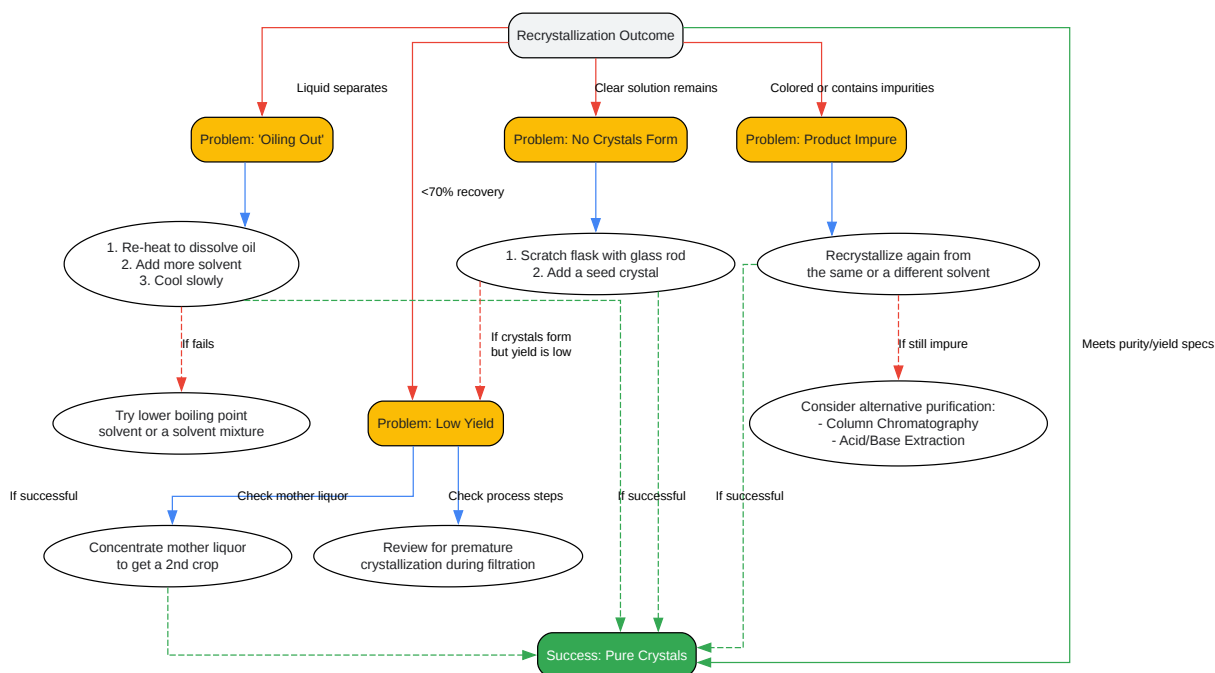 Recrystallization Outcome
Liquid separates
Clear solution remains
Colored or contains impurities
Problem: 'Oiling Out'
Problem: No Crystals Form
Problem: Product Impure
<70% recovery
1. Re-heat to dissolve oil
2. Add more solvent
3. Cool slowly
1. Scratch flask with glass rod
2. Add a seed crystal
Recrystallize again from
the same or a different solvent
If fails
If crystals form
but yield is low
If still impure
Meets purity/yield specs
Try lower boiling point
solvent or a solvent mixture
Problem: Low Yield
Consider alternative purification:
- Column Chromatography
- Acid/Base Extraction
If successful
Check mother liquor
Check process steps
If successful
If successful
Concentrate mother liquor
to get a 2nd crop
Review for premature
crystallization during filtration
Success: Pure Crystals